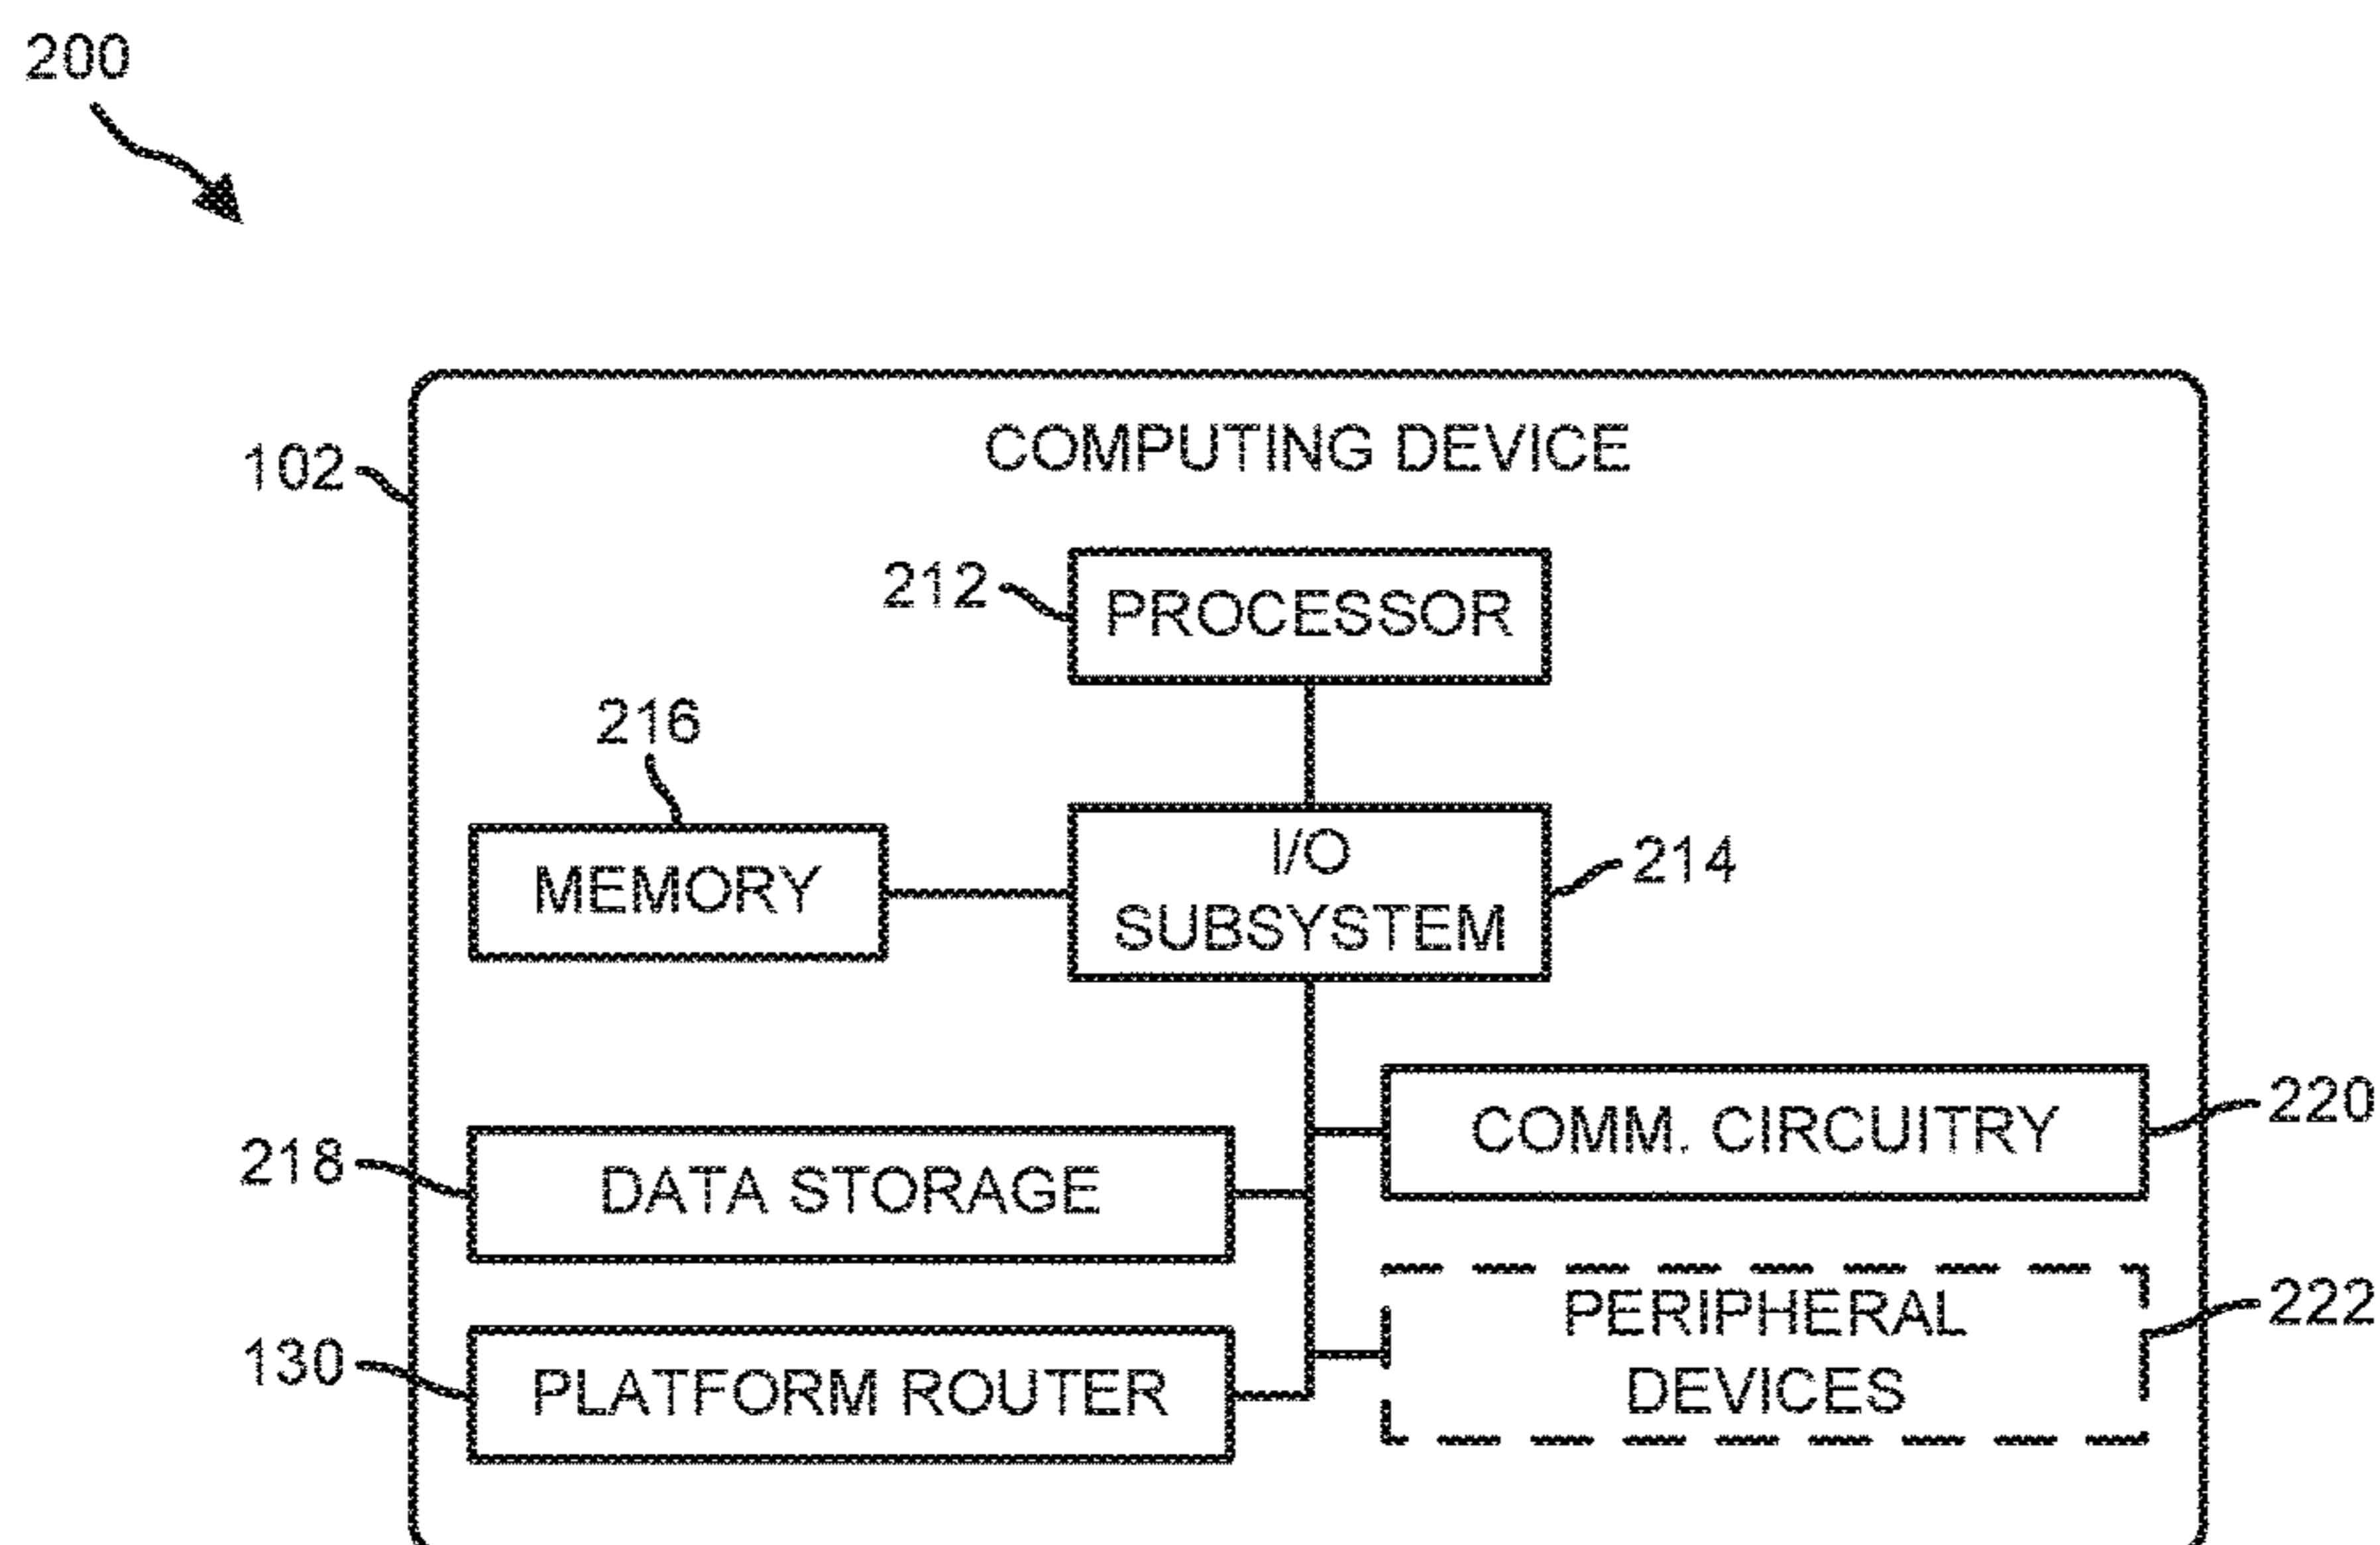 200
COMPUTING DEVICE
102
212
PROCESSOR
216
MEMORY
I/O
SUBSYSTEM
214
COMM. CIRCUITRY
220
218
DATA STORAGE
PERIPHERAL
DEVICES
222
130
PLATFORM ROUTER